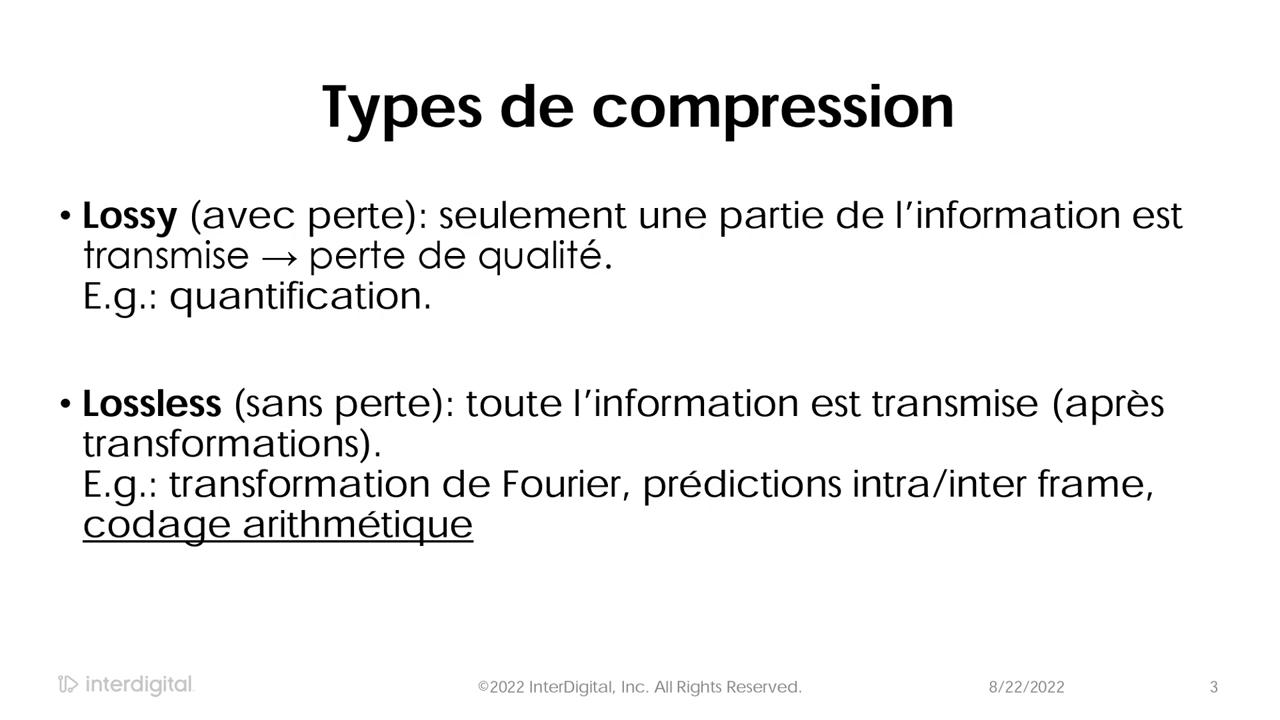 Types de compression
• Lossy (avec perte): seulement une partie de l’information est
transmise → perte de qualité.
E.g.: quantification.
• Lossless (sans perte): toute l’information est transmise (après
transformations).
E.g.: transformation de Fourier, prédictions intra/inter frame,
codage arithmétique
interdigital
©2022 InterDigital, Inc. All Rights Reserved.
8/22/2022
3